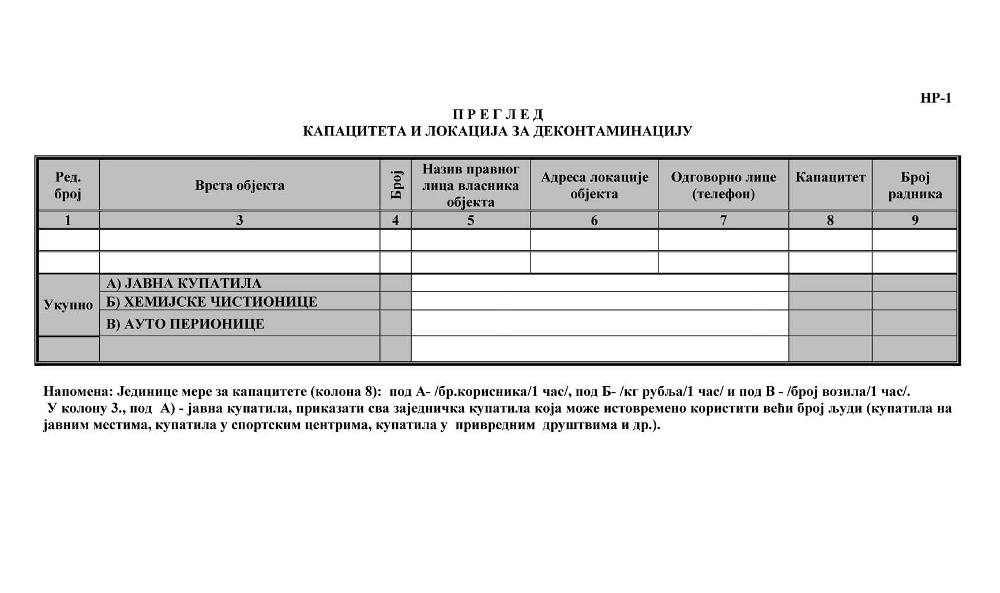 НР-1
П Р Е Г Л Е Д
КАПАЦИТЕТА И ЛОКАЦИЈА ЗА ДЕКОНТАМИНАЦИЈУ
Ред. број
Врста објекта
Број
Назив правног лица власника објекта
Адреса локације објекта
Одговорно лице (телефон)
Капацитет
Број радника
1 3 4 5 6 7 8 9
Укупно
А) ЈАВНА КУПАТИЛА
Б) ХЕМИЈСКЕ ЧИСТИОНИЦЕ
В) АУТО ПЕРИОНИЦЕ
Напомена: Јединице мере за капацитете (колона 8): под А- /бр.корисника/1 час/, под Б- /кг рубља/1 час/ и под В - /број возила/1 час/.
У колону 3., под А) - јавна купатила, приказати сва заједничка купатила која може истовремено користити већи број људи (купатила на
јавним местима, купатила у спортским центрима, купатила у привредним друштвима и др.).